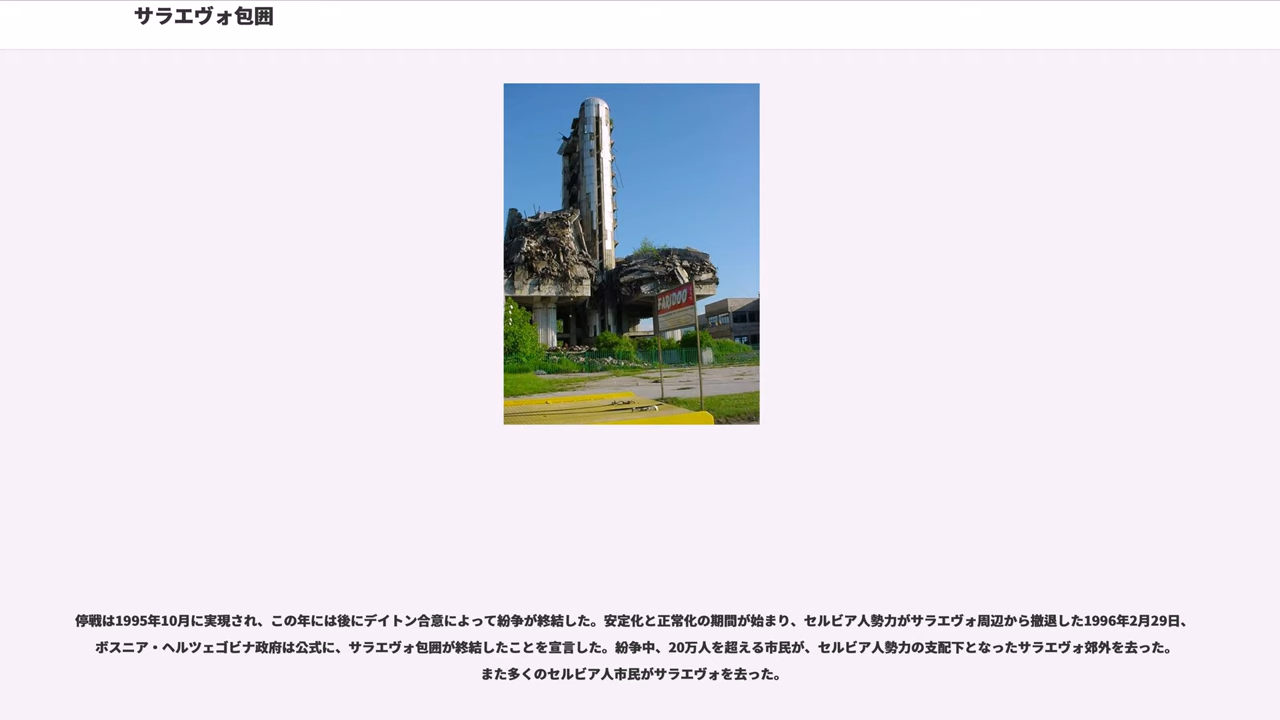 サラエヴォ包囲
FARIDOO
停戦は1995年10月に実現され、この年には後にデイトン合意によって紛争が終結した。安定化と正常化の期間が始まり、セルビア人勢力がサラエヴォ周辺から撤退した1996年2月29日、
ボスニア・ヘルツェゴビナ政府は公式に、サラエヴォ包囲が終結したことを宣言した。紛争中、20万人を超える市民が、セルビア人勢力の支配下となったサラエヴォ郊外を去った。
また多くのセルビア人市民がサラエヴォを去った。